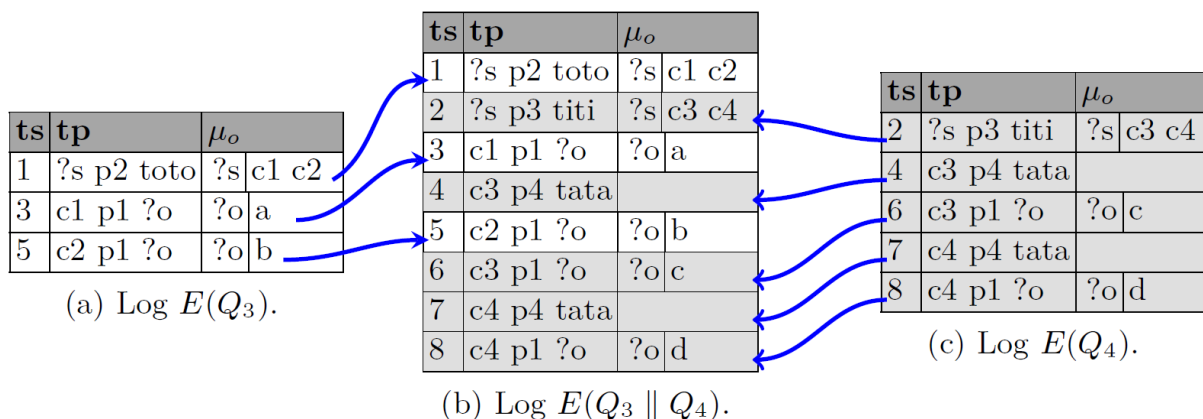 ts tp μo
1 ?s p2 toto ?s c1 c2
3 c1 p1 ?o ?o a
5 c2 p1 ?o ?o b
(a) Log E(Q3).
ts tp μo
1 ?s p2 toto ?s c1 c2
2 ?s p3 titi ?s c3 c4
3 c1 p1 ?o ?o a
4 c3 p4 tata
5 c2 p1 ?o ?o b
6 c3 p1 ?o ?o c
7 c4 p4 tata
8 c4 p1 ?o ?o d
(b) Log E(Q3 ∥ Q4).
ts tp μo
2 ?s p3 titi ?s c3 c4
4 c3 p4 tata
6 c3 p1 ?o ?o c
7 c4 p4 tata
8 c4 p1 ?o ?o d
(c) Log E(Q4).